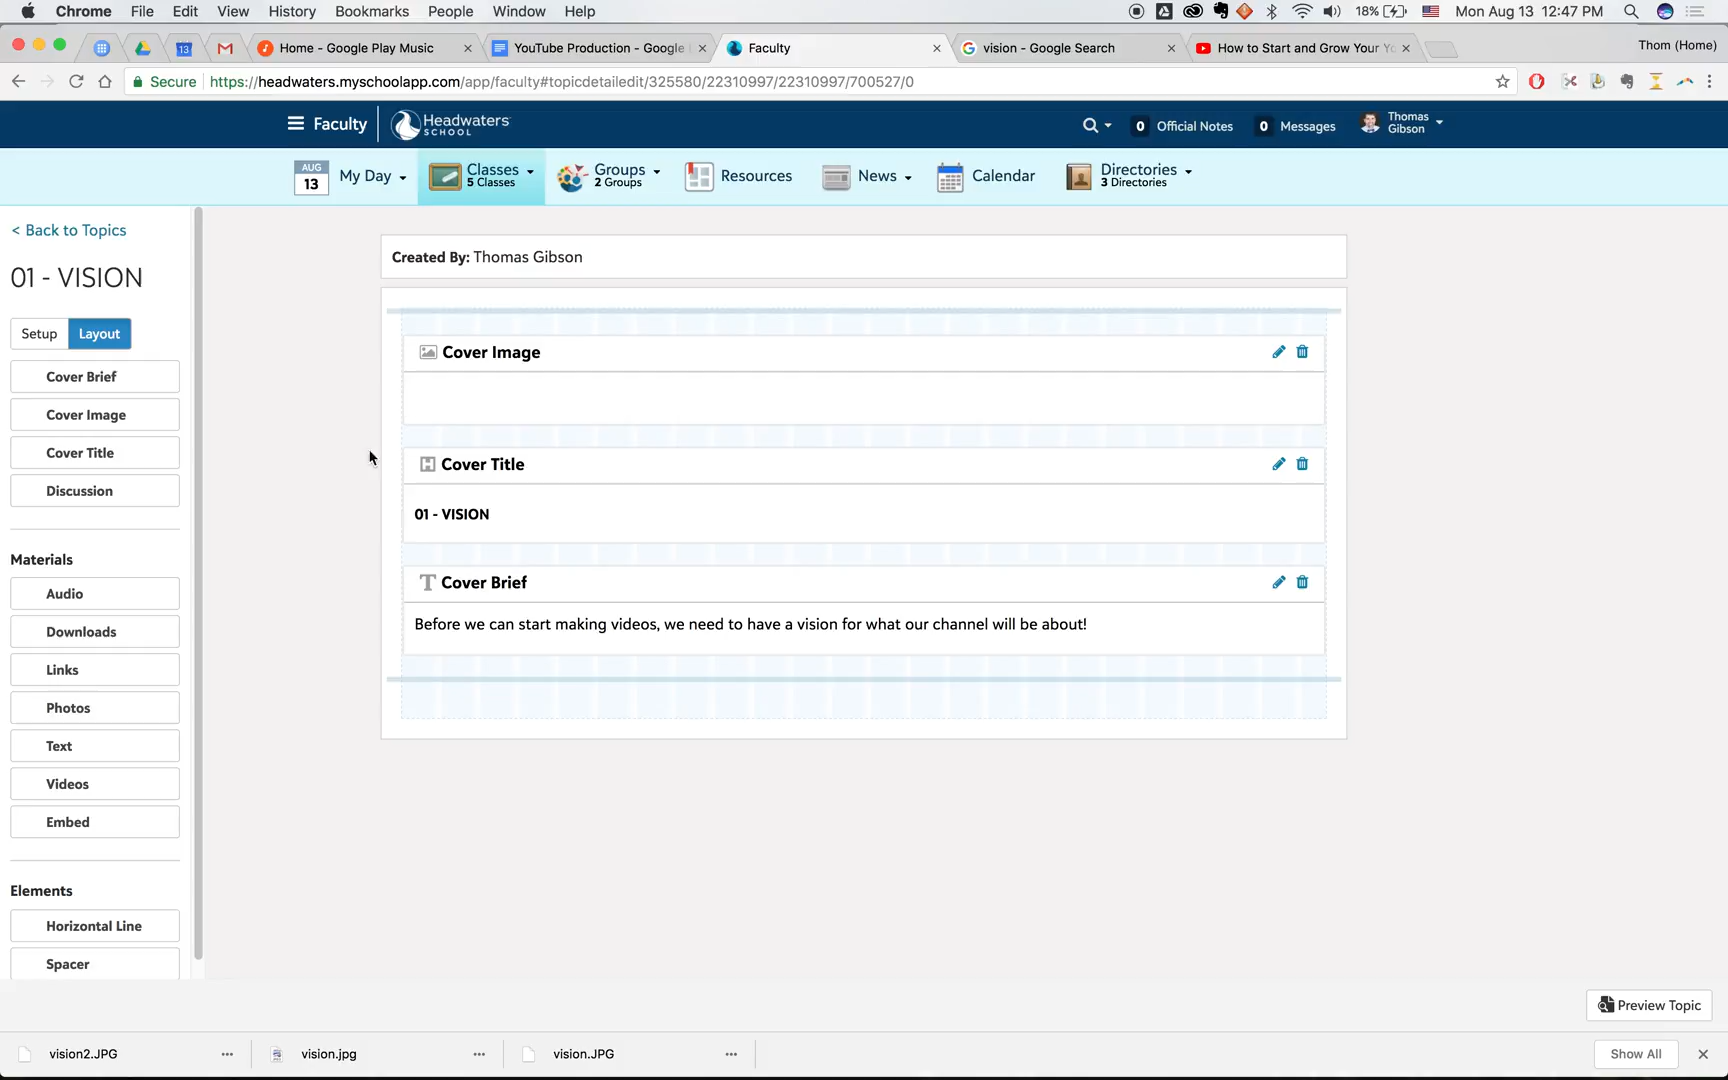 Chrome File Edit View History Bookmarks People Window Help 18% Mon Aug 13 12:47 PM
13 Home - Google Play Music YouTube Production - Google Faculty vision - Google Search How to Start and Grow Your Yo Thom (Home)
Secure https://headwaters.myschoolapp.com/app/faculty#topicdetailedit/325580/22310997/22310997/700527/0
Faculty Headwaters SCHOOL 0 Official Notes 0 Messages Thomas Gibson
AUG 13 My Day Classes 5 Classes Groups 2 Groups Resources News Calendar Directories 3 Directories
< Back to Topics
01 - VISION
Setup Layout
Cover Brief
Cover Image
Cover Title
Discussion
Materials
Audio
Downloads
Links
Photos
Text
Videos
Embed
Elements
Horizontal Line
Spacer
Created By: Thomas Gibson
Cover Image
Cover Title
01 - VISION
T Cover Brief
Before we can start making videos, we need to have a vision for what our channel will be about!
Preview Topic
vision2.JPG vision.jpg vision.JPG Show All